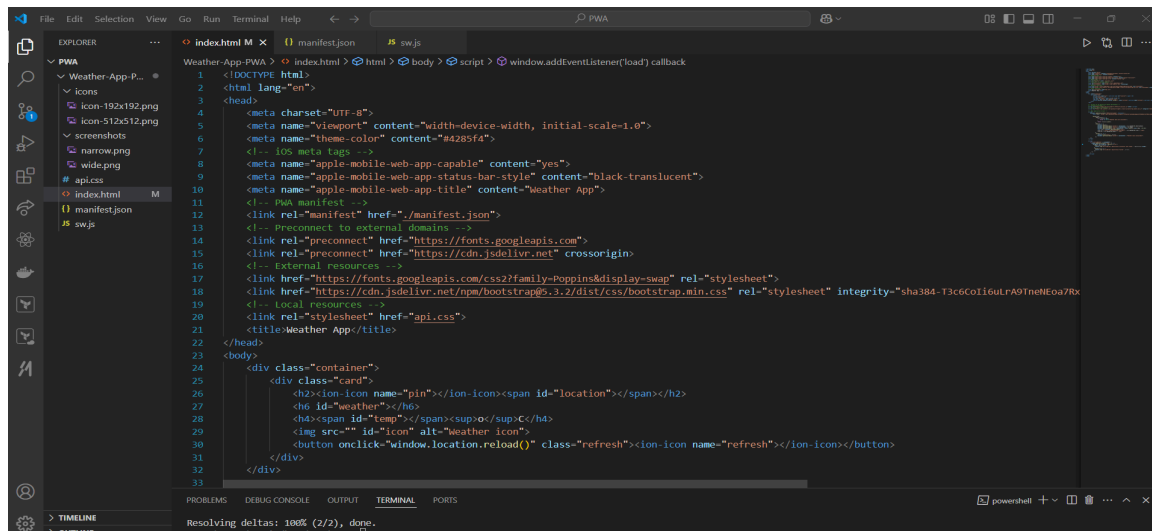 File Edit Selection View Go Run Terminal Help
PWA
EXPLORER
index.html M
{} manifest.json
JS sw.js
PWA
Weather-App-P...
icons
icon-192x192.png
icon-512x512.png
screenshots
narrow.png
wide.png
# api.css
index.html M
{} manifest.json
JS sw.js
1
TIMELINE
Weather-App-PWA > index.html > html > body > script > window.addEventListener('load') callback
1 <!DOCTYPE html>
2 <html lang="en">
3 <head>
4 <meta charset="UTF-8">
5 <meta name="viewport" content="width=device-width, initial-scale=1.0">
6 <meta name="theme-color" content="#4285f4">
7 <!-- iOS meta tags -->
8 <meta name="apple-mobile-web-app-capable" content="yes">
9 <meta name="apple-mobile-web-app-status-bar-style" content="black-translucent">
10 <meta name="apple-mobile-web-app-title" content="Weather App">
11 <!-- PWA manifest -->
12 <link rel="manifest" href="./manifest.json">
13 <!-- Preconnect to external domains -->
14 <link rel="preconnect" href="https://fonts.googleapis.com">
15 <link rel="preconnect" href="https://cdn.jsdelivr.net" crossorigin>
16 <!-- External resources -->
17 <link href="https://fonts.googleapis.com/css2?family=Poppins&display=swap" rel="stylesheet">
18 <link href="https://cdn.jsdelivr.net/npm/bootstrap@5.3.2/dist/css/bootstrap.min.css" rel="stylesheet" integrity="sha384-T3c6CoIi6uLrA9TneNEoa7Rx
19 <!-- Local resources -->
20 <link rel="stylesheet" href="api.css">
21 <title>Weather App</title>
22 </head>
23 <body>
24 <div class="container">
25 <div class="card">
26 <h2><ion-icon name="pin"></ion-icon><span id="location"></span></h2>
27 <h6 id="weather"></h6>
28 <h4><span id="temp"></span><sup>o</sup>C</h4>
29 <img src="" id="icon" alt="Weather icon">
30 <button onclick="window.location.reload()" class="refresh"><ion-icon name="refresh"></ion-icon></button>
31 </div>
32 </div>
33
PROBLEMS DEBUG CONSOLE OUTPUT TERMINAL PORTS
powershell
Resolving deltas: 100% (2/2), done.